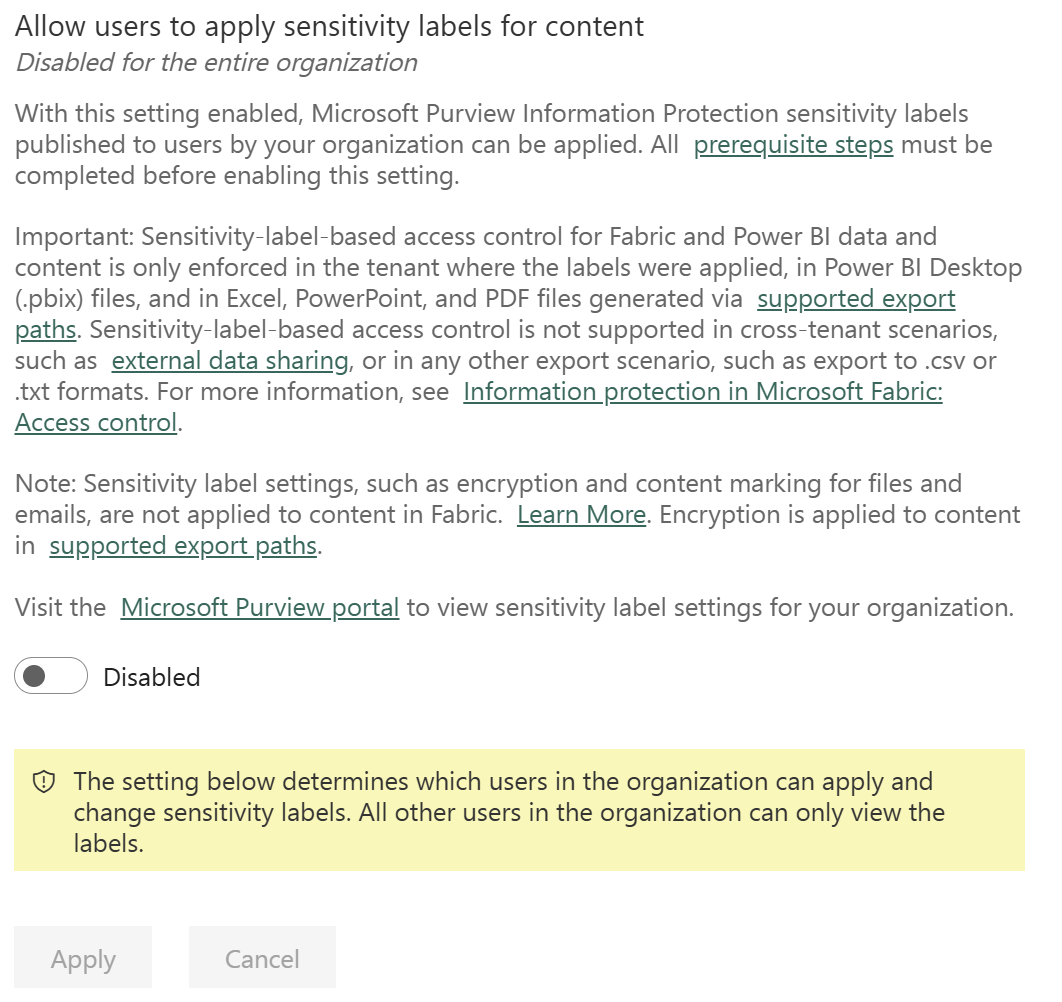 Allow users to apply sensitivity labels for content
Disabled for the entire organization
With this setting enabled, Microsoft Purview Information Protection sensitivity labels
published to users by your organization can be applied. All prerequisite steps must be
completed before enabling this setting.
Important: Sensitivity-label-based access control for Fabric and Power BI data and
content is only enforced in the tenant where the labels were applied, in Power BI Desktop
(.pbix) files, and in Excel, PowerPoint, and PDF files generated via supported export
paths. Sensitivity-label-based access control is not supported in cross-tenant scenarios,
such as external data sharing, or in any other export scenario, such as export to .csv or
.txt formats. For more information, see Information protection in Microsoft Fabric:
Access control.
Note: Sensitivity label settings, such as encryption and content marking for files and
emails, are not applied to content in Fabric. Learn More. Encryption is applied to content
in supported export paths.
Visit the Microsoft Purview portal to view sensitivity label settings for your organization.
Disabled
The setting below determines which users in the organization can apply and
change sensitivity labels. All other users in the organization can only view the
labels.
Apply
Cancel